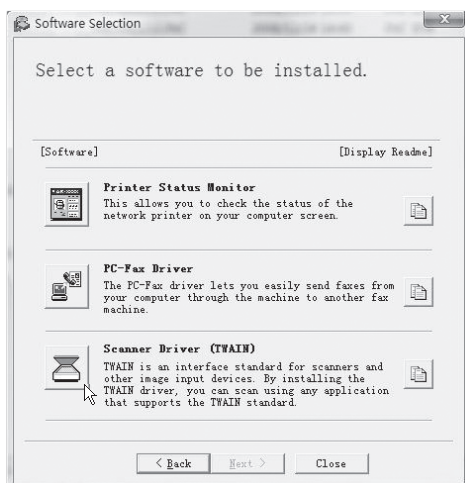 Software Selection
Select a software to be installed.
[Software] [Display Readme]
Printer Status Monitor
This allows you to check the status of the
network printer on your computer screen.
PC-Fax Driver
The PC-Fax driver lets you easily send faxes from
your computer through the machine to another fax
machine.
Scanner Driver (TWAIN)
TWAIN is an interface standard for scanners and
other image input devices. By installing the
TWAIN driver, you can scan using any application
that supports the TWAIN standard.
< Back Next > Close